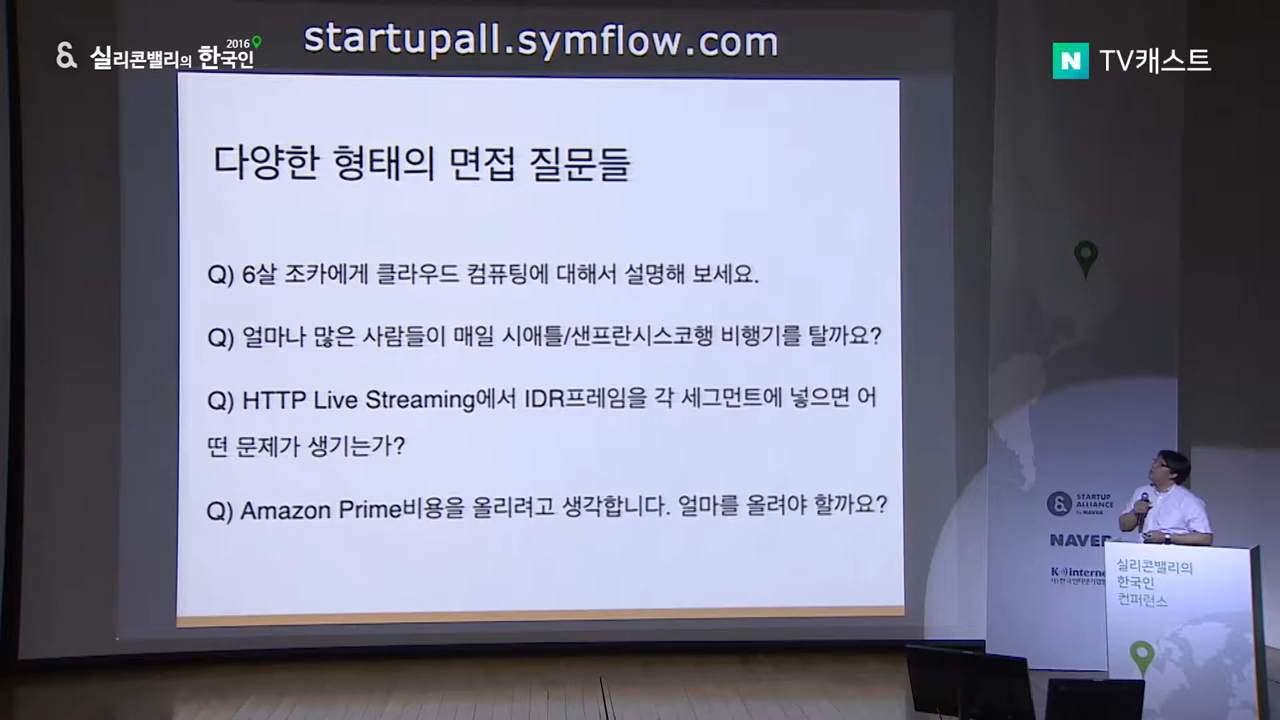 startupall.symflow.com
2016
실리콘밸리의 한국인
N TV캐스트
다양한 형태의 면접 질문들
Q) 6살 조카에게 클라우드 컴퓨팅에 대해서 설명해 보세요.
Q) 얼마나 많은 사람들이 매일 시애틀/샌프란시스코행 비행기를 탈까요?
Q) HTTP Live Streaming에서 IDR프레임을 각 세그먼트에 넣으면 어
떤 문제가 생기는가?
Q) Amazon Prime비용을 올리려고 생각합니다. 얼마를 올려야 할까요?
STARTUP
ALLIANCE
by NAVER
NAVER
실리콘밸리의
한국인
컨퍼런스